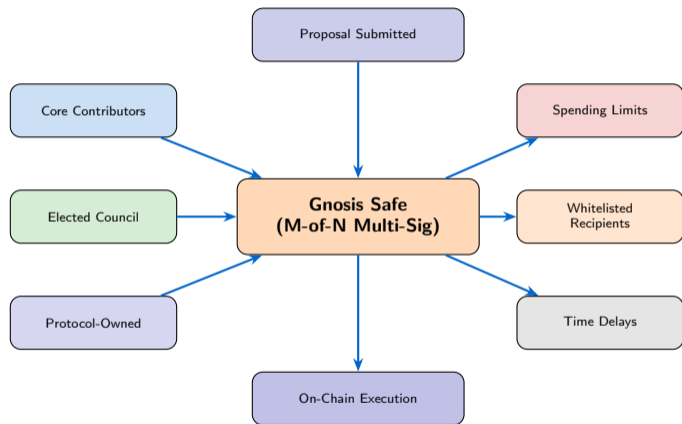 Proposal Submitted
Core Contributors
Spending Limits
Gnosis Safe
(M-of-N Multi-Sig)
Elected Council
Whitelisted
Recipients
Protocol-Owned
Time Delays
On-Chain Execution